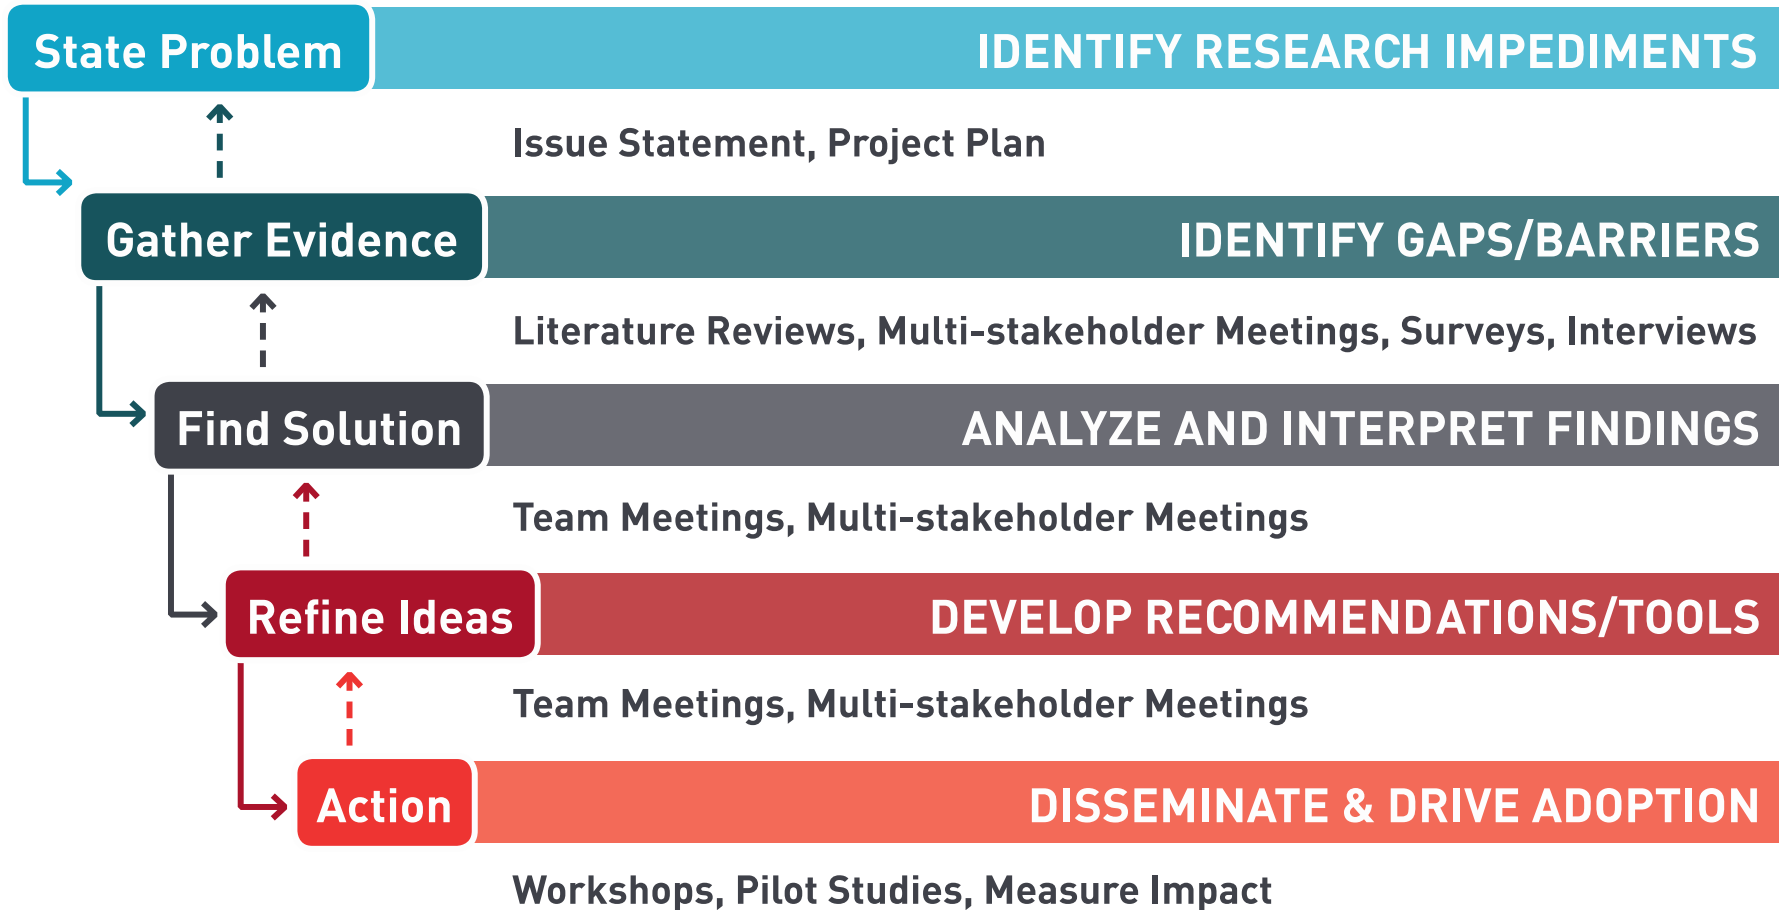 State Problem
IDENTIFY RESEARCH IMPEDIMENTS
Issue Statement, Project Plan
Gather Evidence
IDENTIFY GAPS/BARRIERS
Literature Reviews, Multi-stakeholder Meetings, Surveys, Interviews
Find Solution
ANALYZE AND INTERPRET FINDINGS
Team Meetings, Multi-stakeholder Meetings
Refine Ideas
DEVELOP RECOMMENDATIONS/TOOLS
Team Meetings, Multi-stakeholder Meetings
Action
DISSEMINATE & DRIVE ADOPTION
Workshops, Pilot Studies, Measure Impact